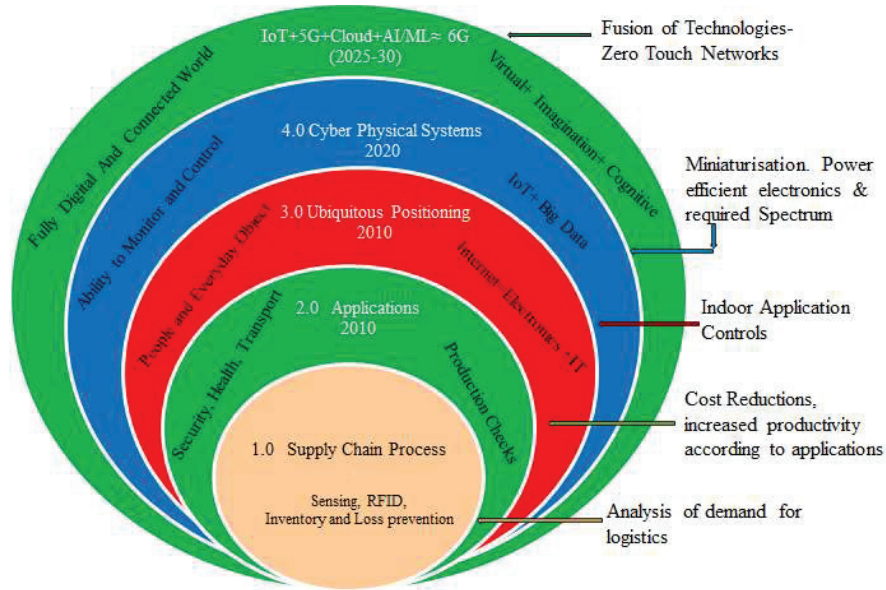 IoT+5G+Cloud+AI/ML≈ 6G
(2025-30)
Fully Digital And Connected World
Virtual+ Imagination+ Cognitive
Fusion of Technologies-
Zero Touch Networks
4.0 Cyber Physical Systems
2020
Ability to Monitor and Control
IoT+ Big Data
Miniaturisation. Power
efficient electronics &
required Spectrum
3.0 Ubiquitous Positioning
2010
People and Everyday Object
Internet- Electronics - IT
Indoor Application
Controls
2.0 Applications
2010
Security, Health, Transport
Production Checks
Cost Reductions,
increased productivity
according to applications
1.0 Supply Chain Process
Sensing, RFID,
Inventory and Loss prevention
Analysis of demand for
logistics